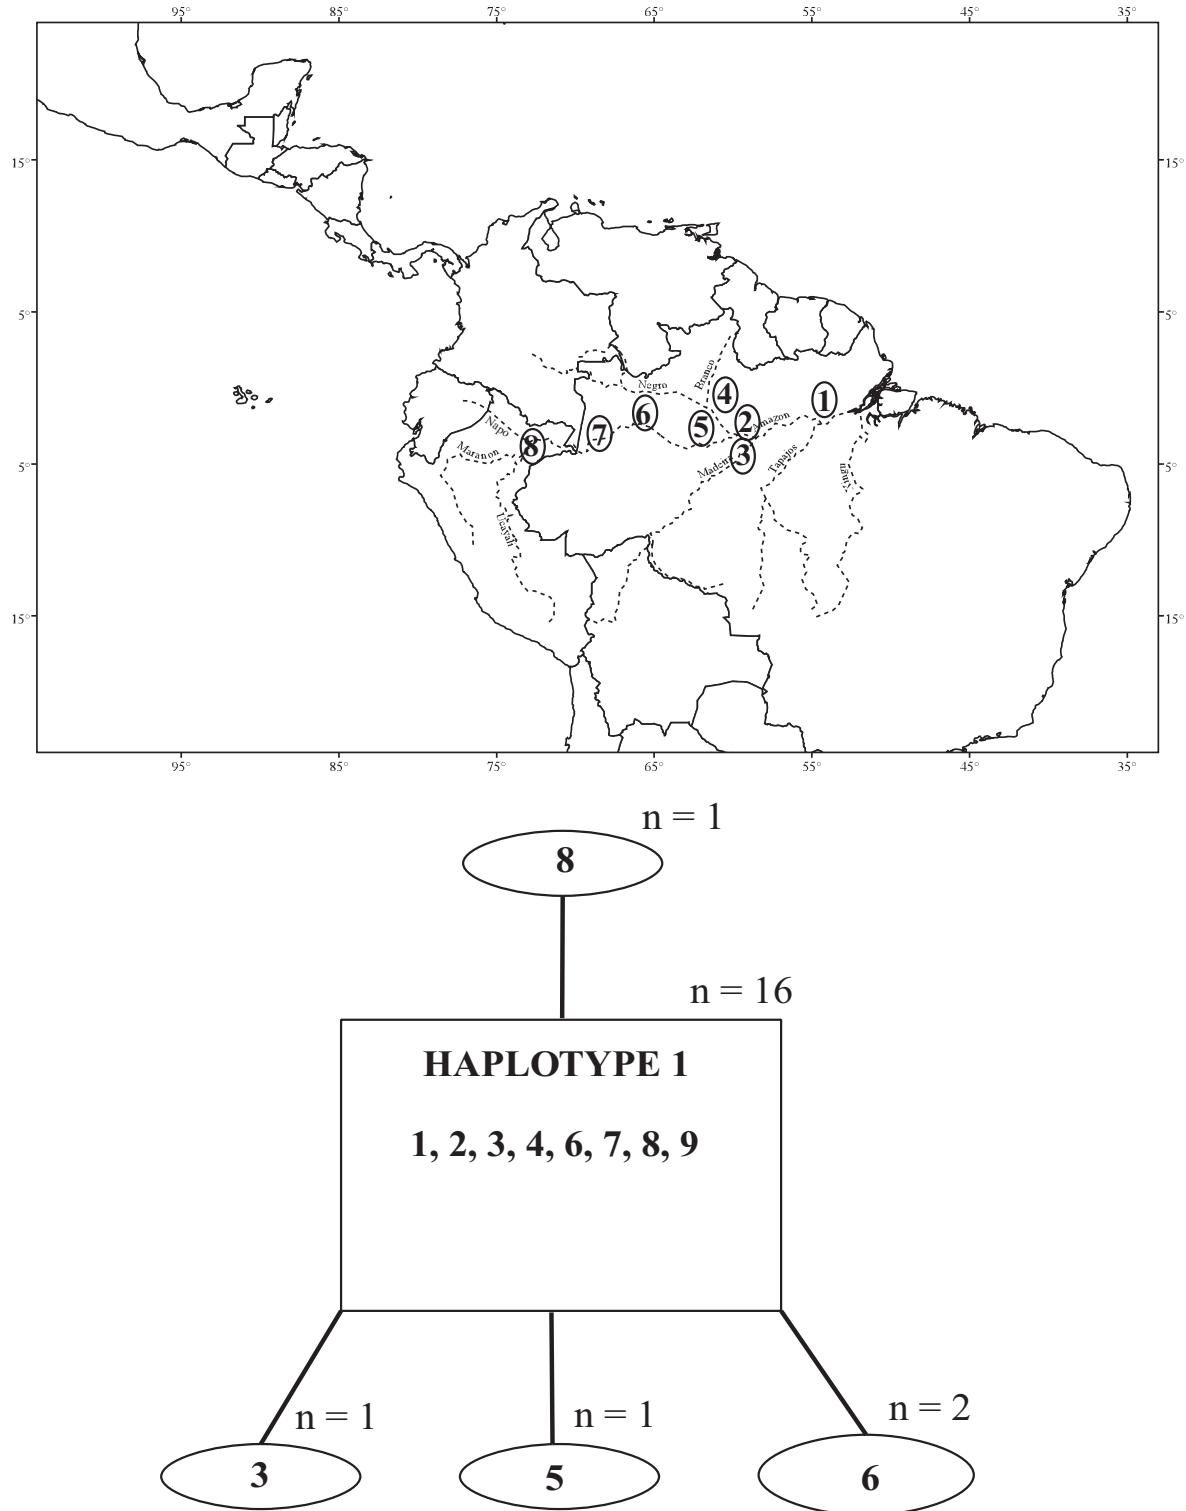 95° 85° 75° 65° 55° 45° 35°
15° 15°
5° 5°
Branco
Negro
4
1
6
2
Amazon
5
Napo
7
8
Maranon
3
5° 5°
Madeira
Tapajos
Xingu
Ucayali
15° 15°
95° 85° 75° 65° 55° 45° 35°
n = 1
8
n = 16
HAPLOTYPE 1
1, 2, 3, 4, 6, 7, 8, 9
n = 1
n = 1
n = 2
3
5
6